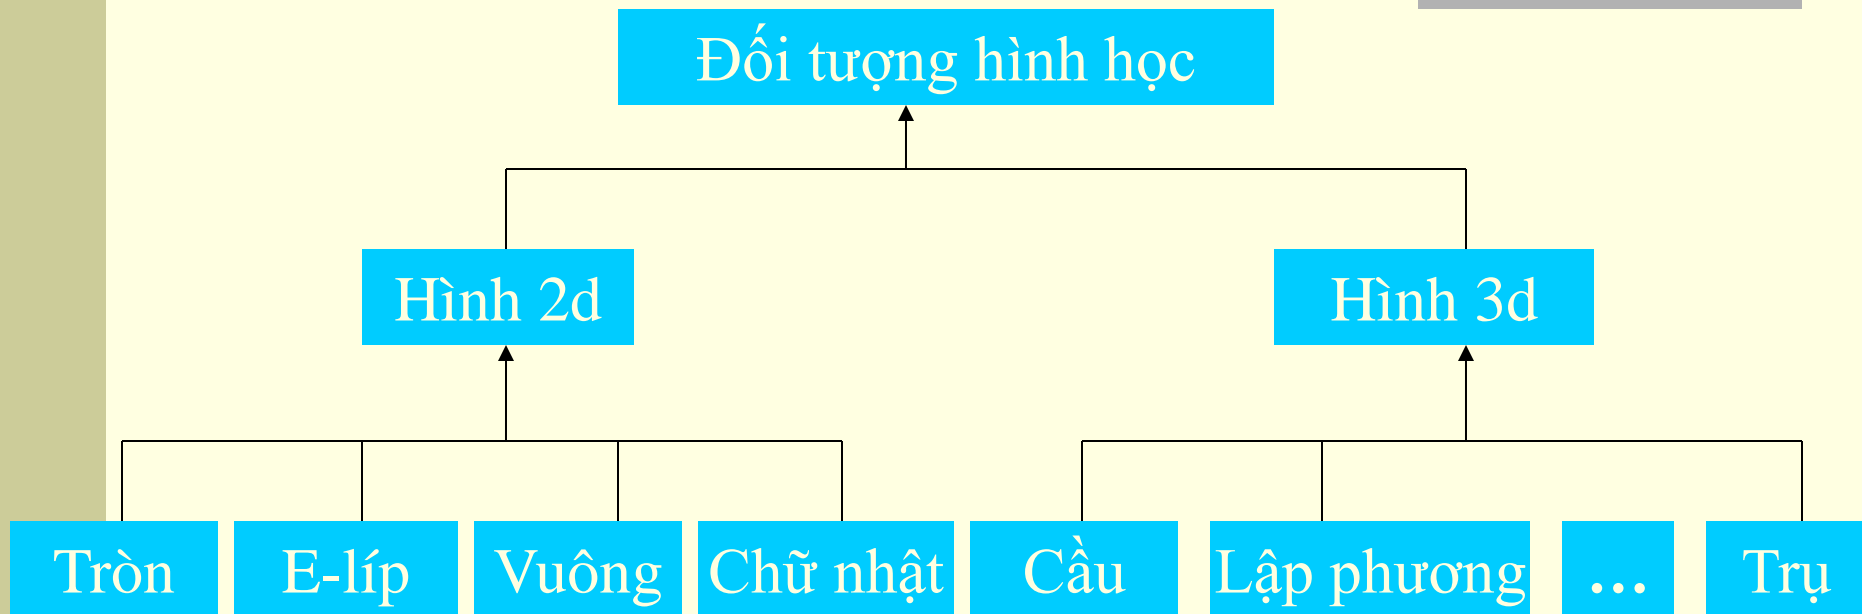 Đối tượng hình học
Hình 2d
Hình 3d
Tròn
E-líp
Vuông
Chữ nhật
Cầu
Lập phương
...
Trụ